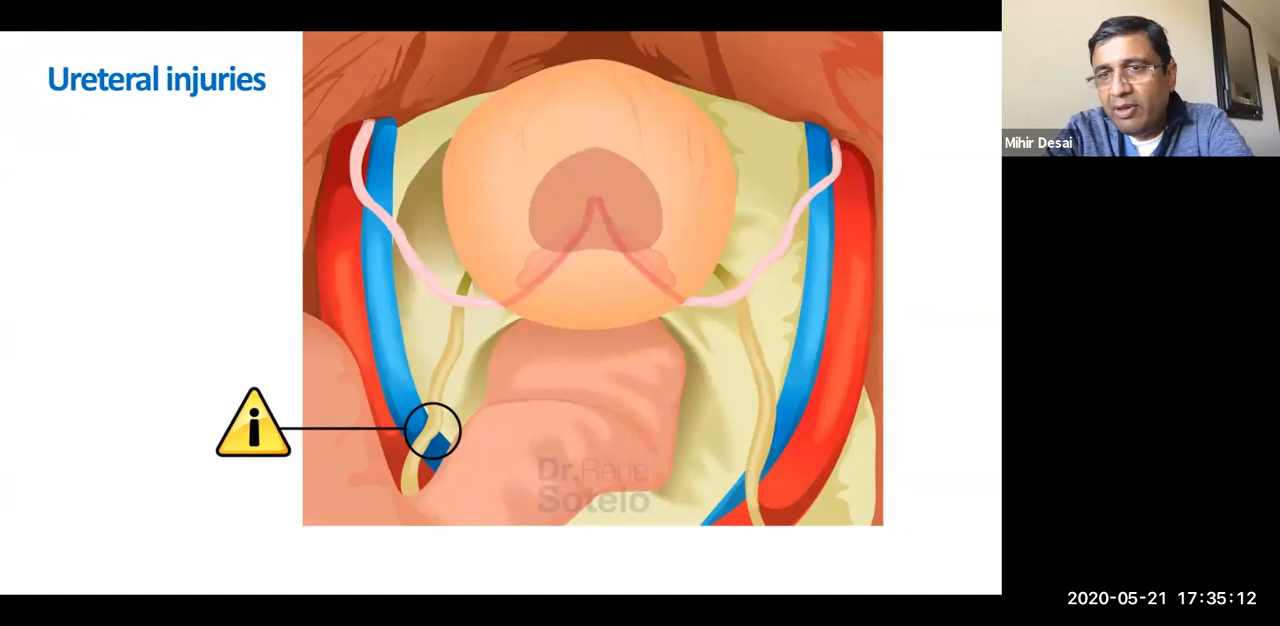 Ureteral injuries
Mihir Desai
Dr.Rene
Sotelo
2020-05-21 17:35:12